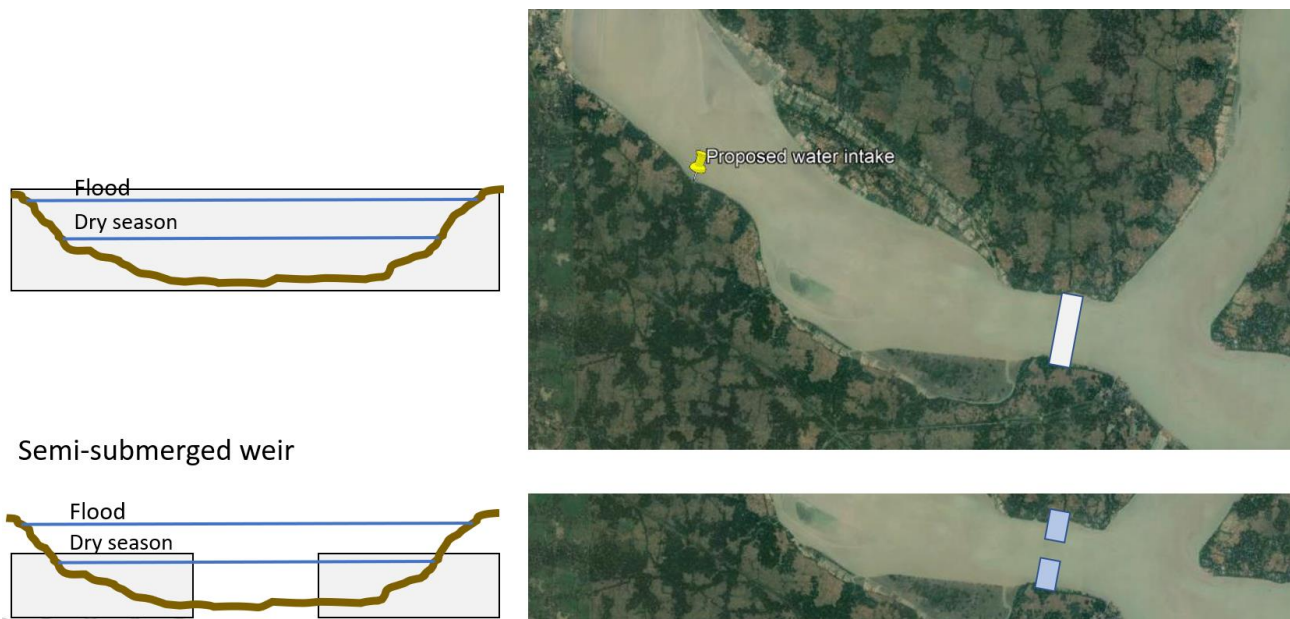 Flood
Dry season
Proposed water intake
Semi-submerged weir
Flood
Dry season